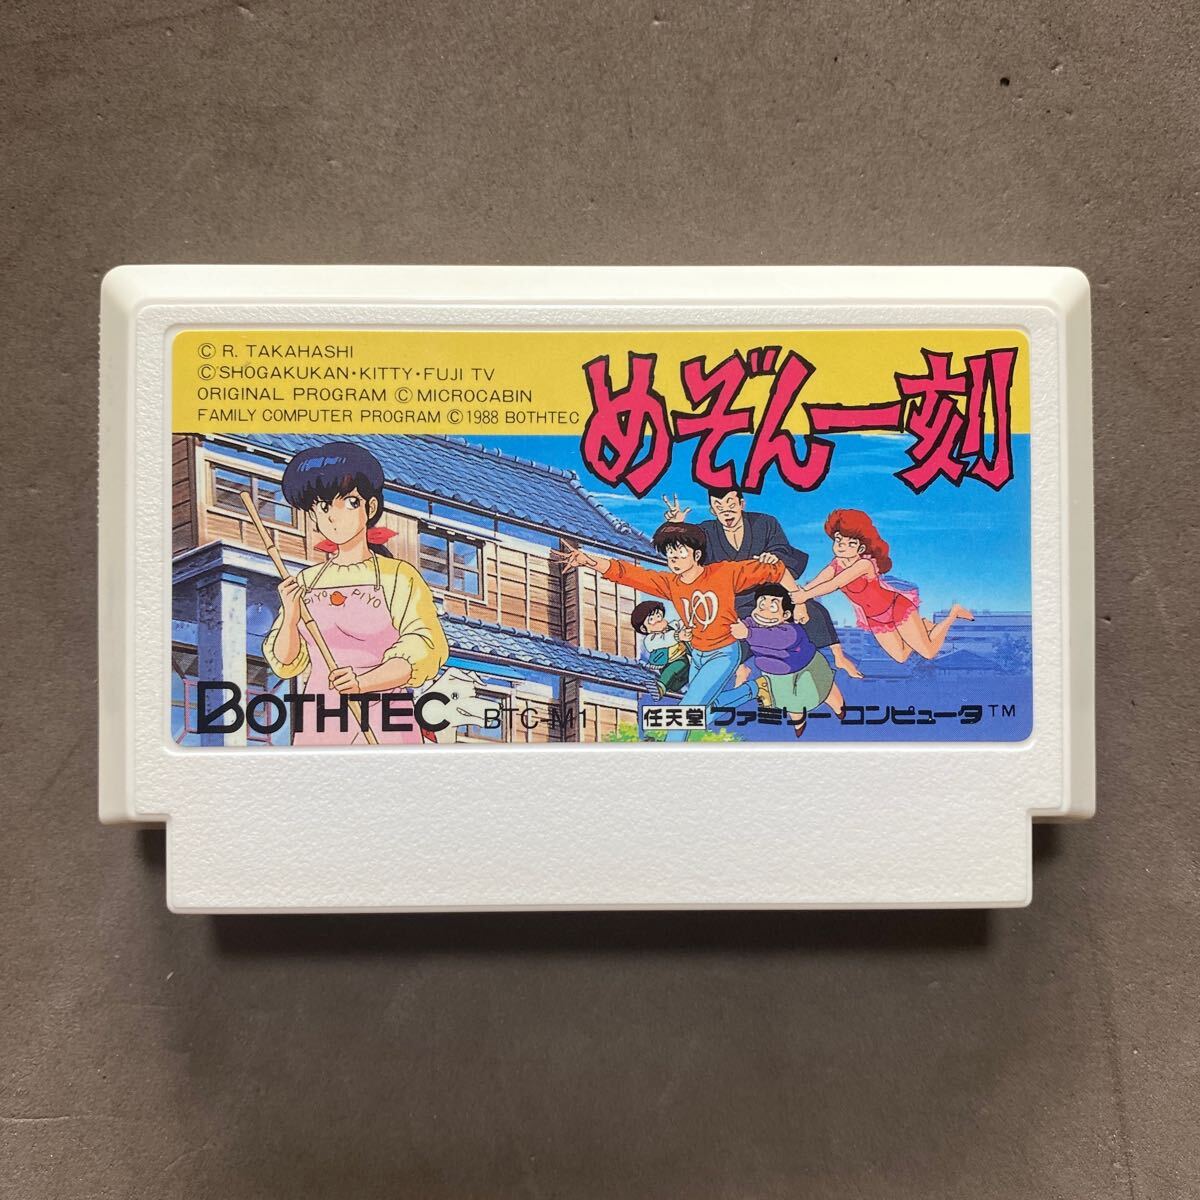 © R. TAKAHASHI
© SHOGAKUKAN・KITTY・FUJI TV
ORIGINAL PROGRAM © MICROCABIN
FAMILY COMPUTER PROGRAM © 1988 BOTHTEC
めぞん一刻
PIYO PIYO
ゆ
BOTHTEC®
BTC-M1
任天堂 ファミリーコンピュータ™